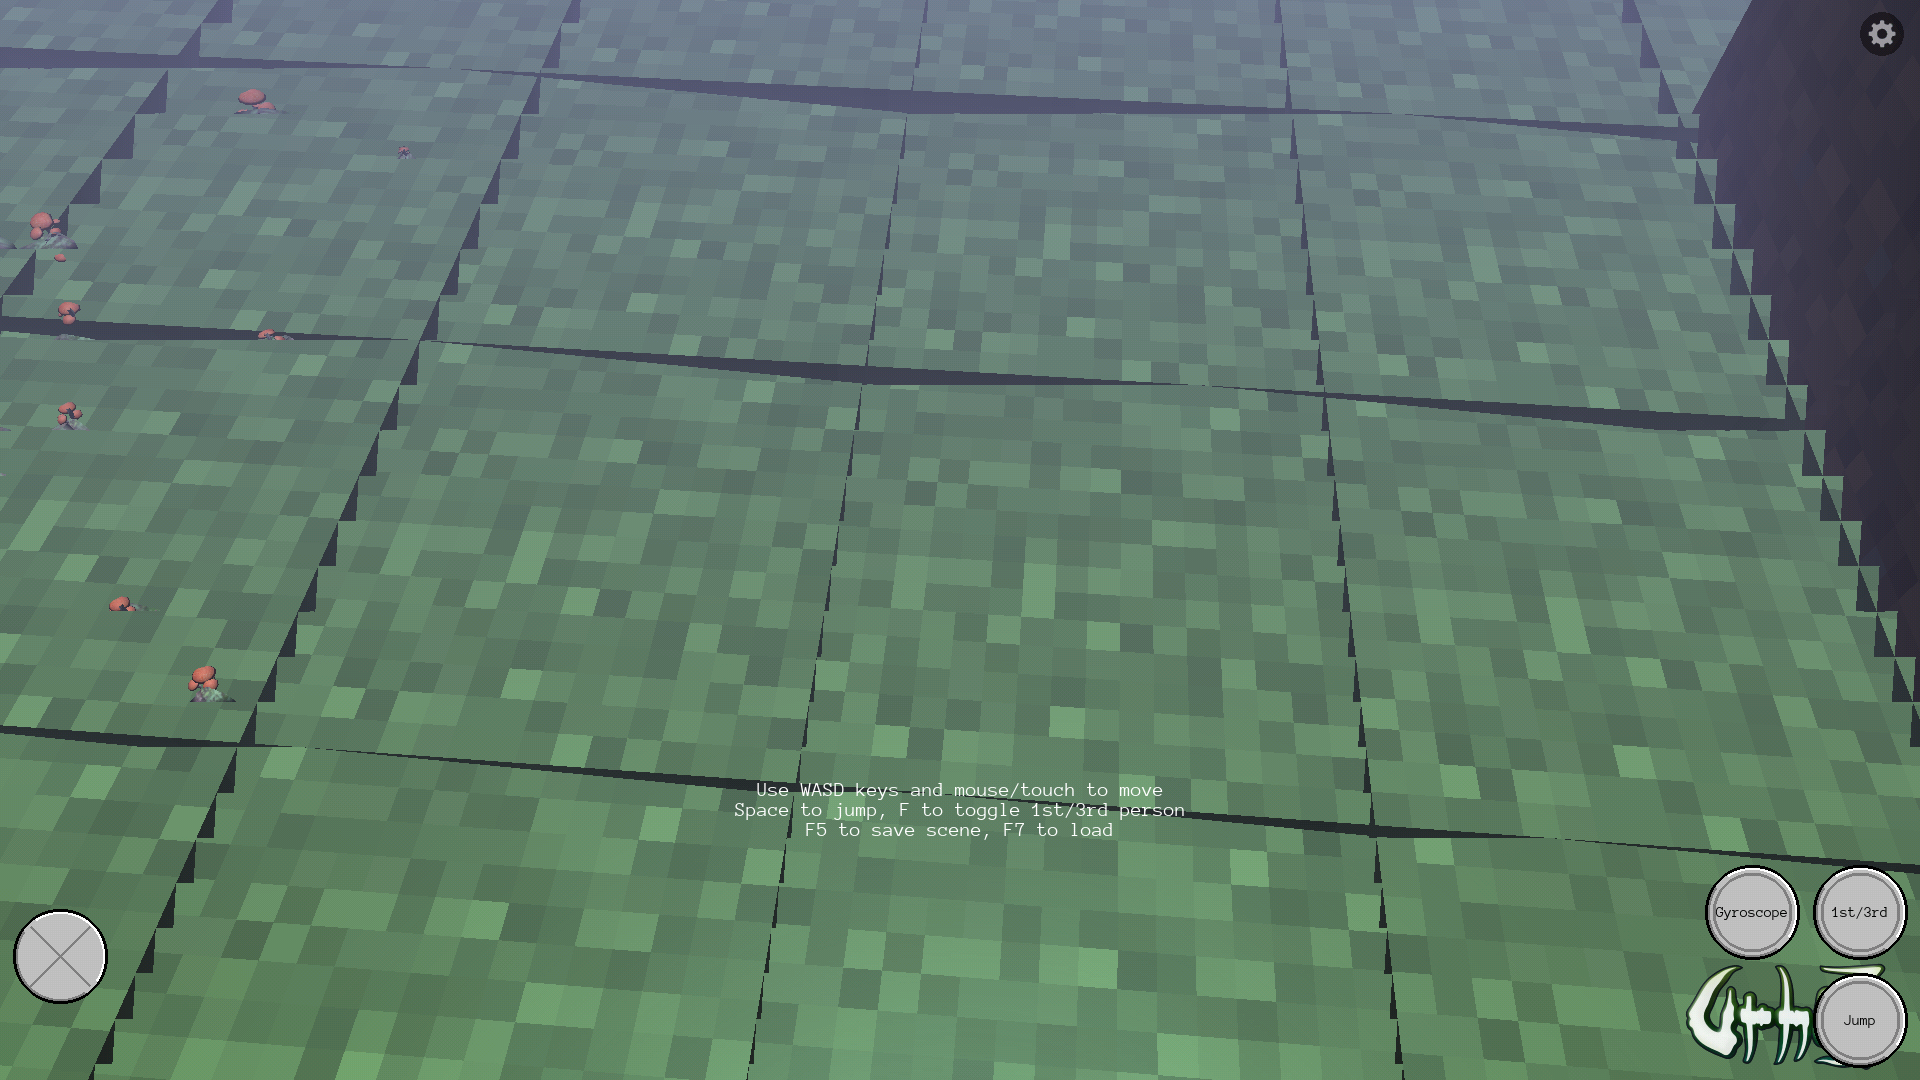 Use WASD keys and mouse/touch to move
Space to jump, F to toggle 1st/3rd person
F5 to save scene, F7 to load
Gyroscope
1st/3rd
Jump